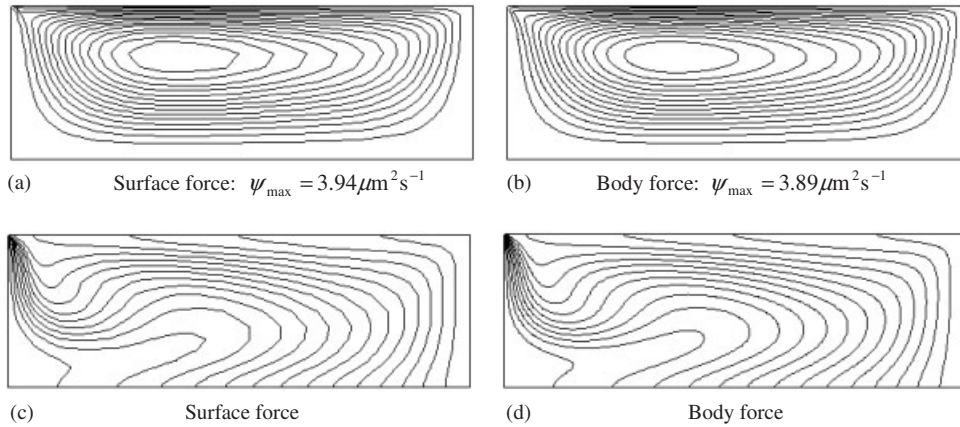 (a) Surface force: ψmax = 3.94μm²s⁻¹
(b) Body force: ψmax = 3.89μm²s⁻¹
(c) Surface force
(d) Body force